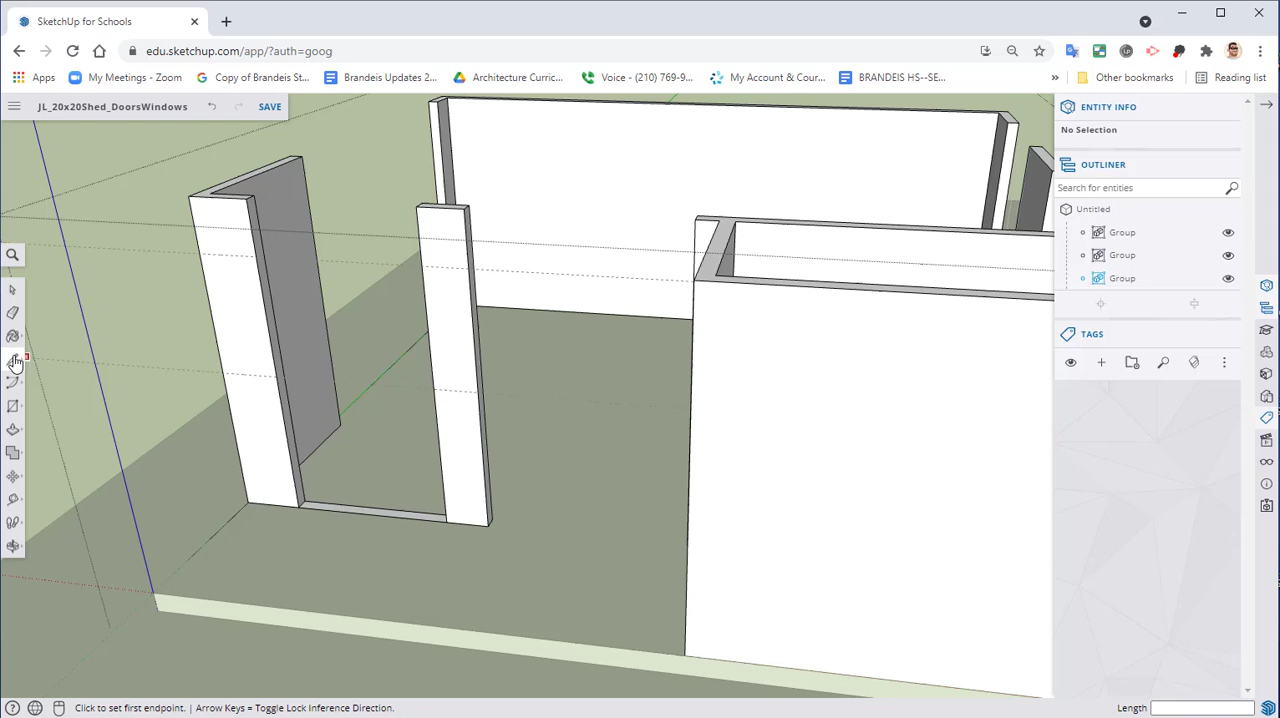 SketchUp for Schools
edu.sketchup.com/app/?auth=goog
Apps
My Meetings - Zoom
Copy of Brandeis St...
Brandeis Updates 2...
Architecture Curric...
Voice - (210) 769-9...
My Account & Cour...
BRANDEIS HS--SE...
Other bookmarks
Reading list
JL_20x20Shed_DoorsWindows
SAVE
ENTITY INFO
No Selection
OUTLINER
Search for entities
Untitled
Group
Group
Group
TAGS
Click to set first endpoint. | Arrow Keys = Toggle Lock Inference Direction.
Length